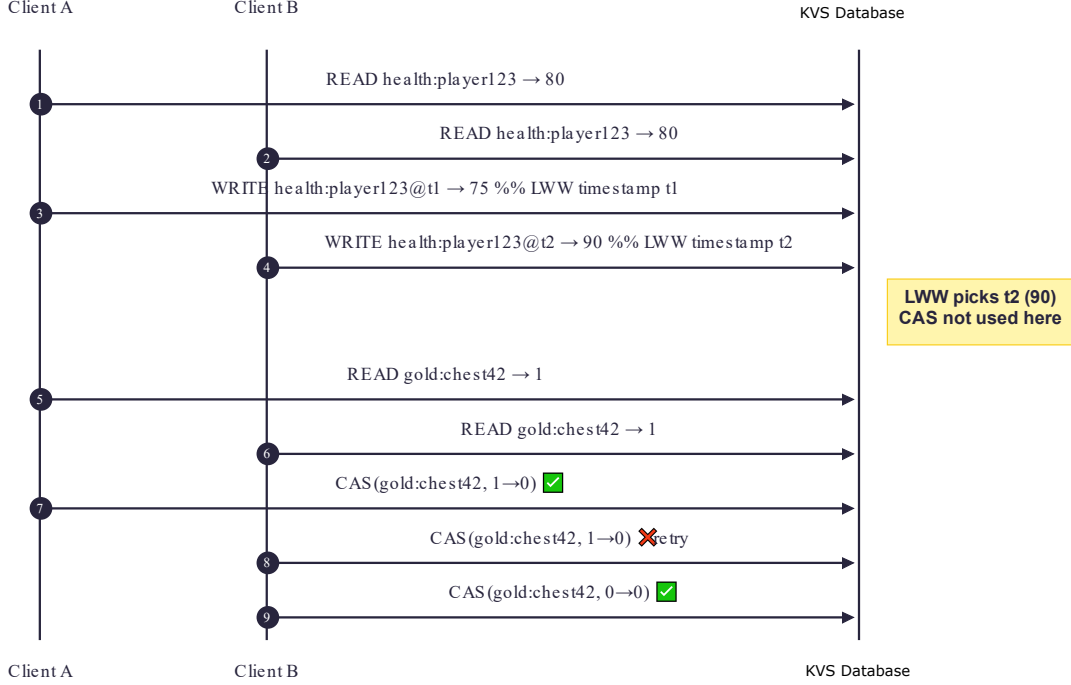 Client A
Client B
KVS Database
READ health:player123 → 80
1
READ health:player123 → 80
2
WRITE health:player123@t1 → 75 %% LWW timestamp t1
3
WRITE health:player123@t2 → 90 %% LWW timestamp t2
4
LWW picks t2 (90)
CAS not used here
READ gold:chest42 → 1
5
READ gold:chest42 → 1
6
CAS(gold:chest42, 1→0) ✅
7
CAS(gold:chest42, 1→0) ❌retry
8
CAS(gold:chest42, 0→0) ✅
9
Client A
Client B
KVS Database